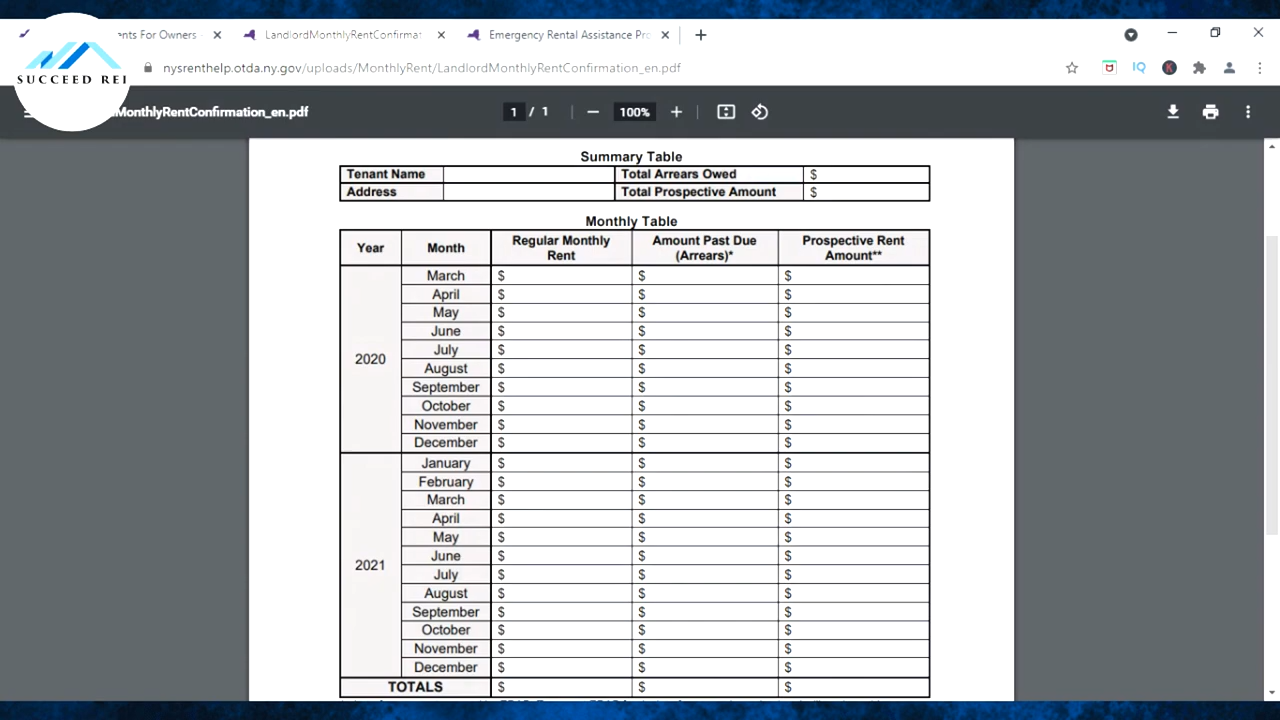 SUCCEED REI
ents For Owners -
LandlordMonthlyRentConfirmat
Emergency Rental Assistance Pro
nysrenthelp.otda.ny.gov/uploads/MonthlyRent/LandlordMonthlyRentConfirmation_en.pdf
IQ
K
MonthlyRentConfirmation_en.pdf
1 / 1
100%
Summary Table
Tenant Name Total Arrears Owed $
Address Total Prospective Amount $
Monthly Table
Year Month Regular Monthly Rent Amount Past Due (Arrears)* Prospective Rent Amount**
2020
March $ $ $
April $ $ $
May $ $ $
June $ $ $
July $ $ $
August $ $ $
September $ $ $
October $ $ $
November $ $ $
December $ $ $
2021
January $ $ $
February $ $ $
March $ $ $
April $ $ $
May $ $ $
June $ $ $
July $ $ $
August $ $ $
September $ $ $
October $ $ $
November $ $ $
December $ $ $
TOTALS $ $ $